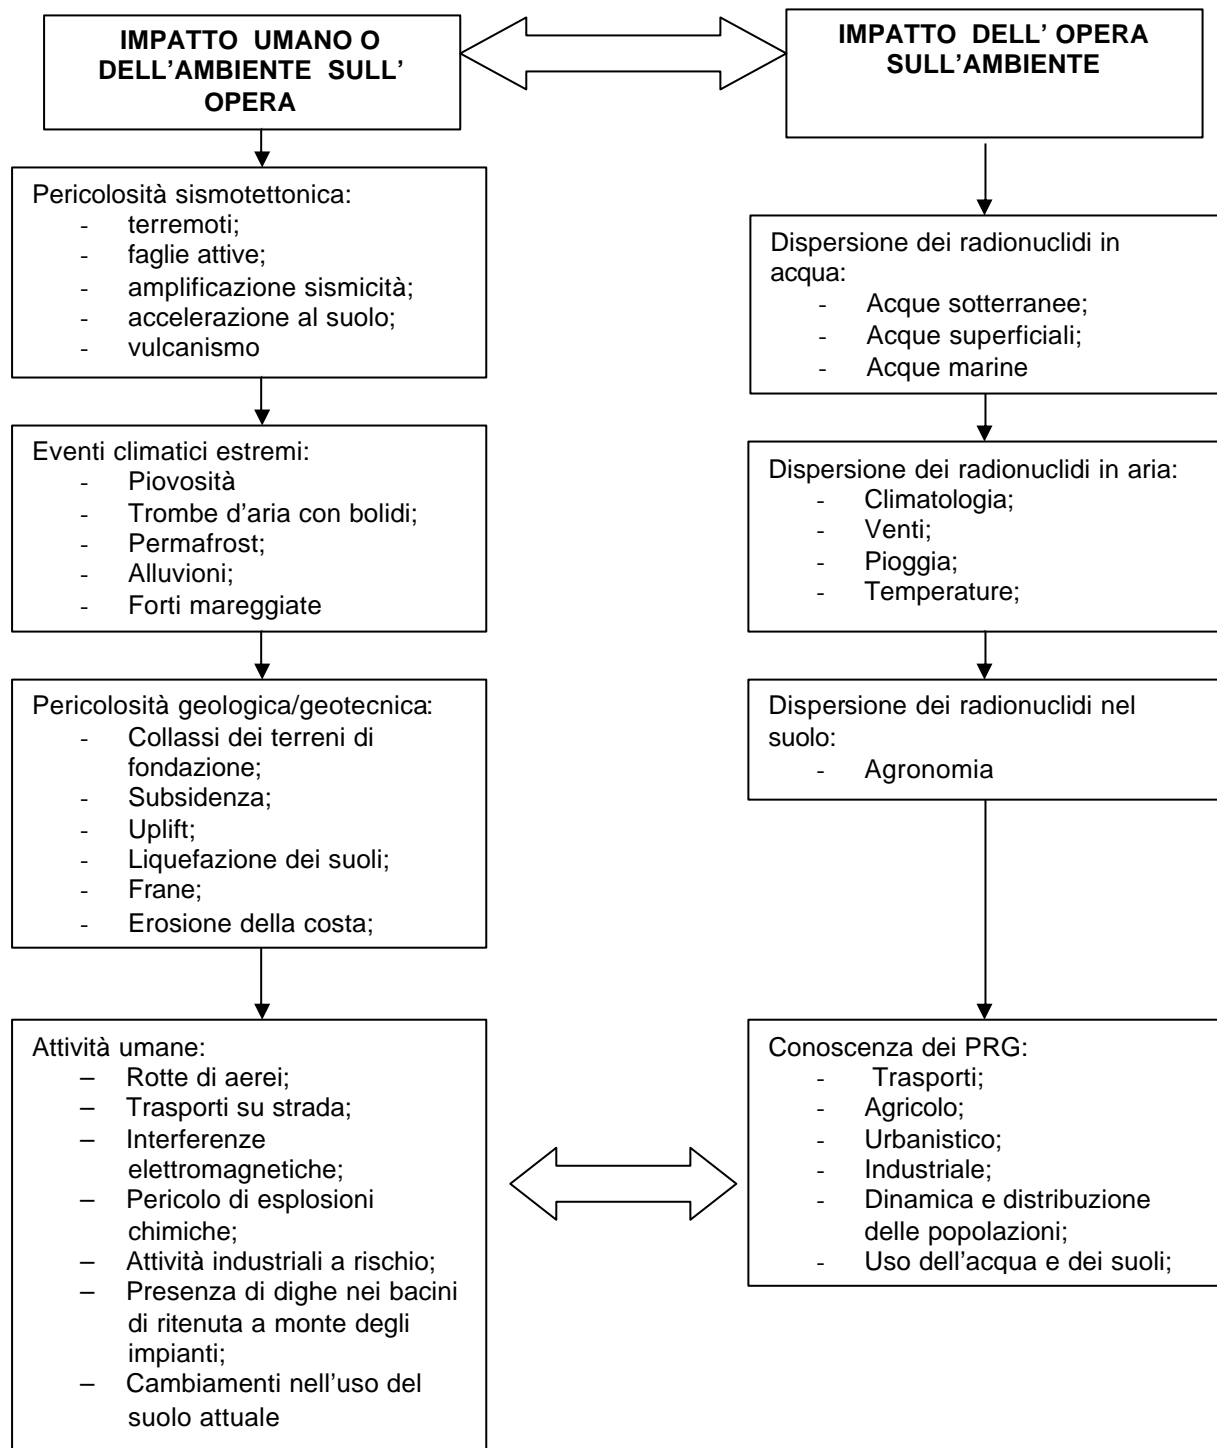 IMPATTO UMANO O
DELL'AMBIENTE SULL'
OPERA
Pericolosità sismotettonica:
- terremoti;
- faglie attive;
- amplificazione sismicità;
- accelerazione al suolo;
- vulcanismo
Eventi climatici estremi:
- Piovosità
- Trombe d'aria con bolidi;
- Permafrost;
- Alluvioni;
- Forti mareggiate
Pericolosità geologica/geotecnica:
- Collassi dei terreni di
fondazione;
- Subsidenza;
- Uplift;
- Liquefazione dei suoli;
- Frane;
- Erosione della costa;
Attività umane:
– Rotte di aerei;
– Trasporti su strada;
– Interferenze
elettromagnetiche;
– Pericolo di esplosioni
chimiche;
– Attività industriali a rischio;
– Presenza di dighe nei bacini
di ritenuta a monte degli
impianti;
– Cambiamenti nell'uso del
suolo attuale
IMPATTO DELL' OPERA
SULL'AMBIENTE
Dispersione dei radionuclidi in
acqua:
- Acque sotterranee;
- Acque superficiali;
- Acque marine
Dispersione dei radionuclidi in aria:
- Climatologia;
- Venti;
- Pioggia;
- Temperature;
Dispersione dei radionuclidi nel
suolo:
- Agronomia
Conoscenza dei PRG:
- Trasporti;
- Agricolo;
- Urbanistico;
- Industriale;
- Dinamica e distribuzione
delle popolazioni;
- Uso dell'acqua e dei suoli;